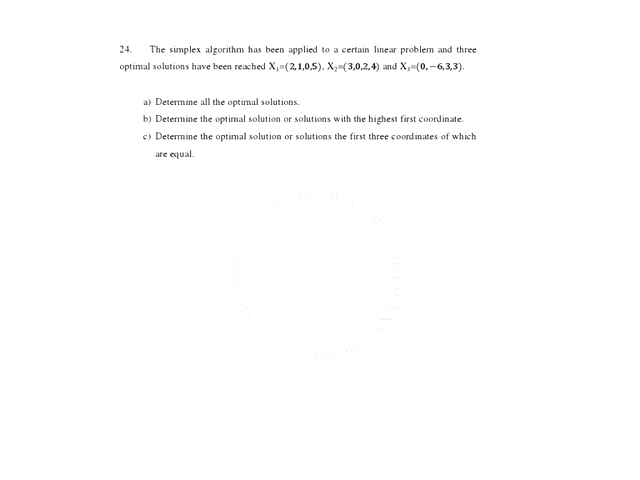 24. The simplex algorithm has been applied to a certain linear problem and three
optimal solutions have been reached X₁=(2,1,0,5), X₂=(3,0,2,4) and X₃=(0,−6,3,3).
a) Determine all the optimal solutions.
b) Determine the optimal solution or solutions with the highest first coordinate.
c) Determine the optimal solution or solutions the first three coordinates of which
are equal.